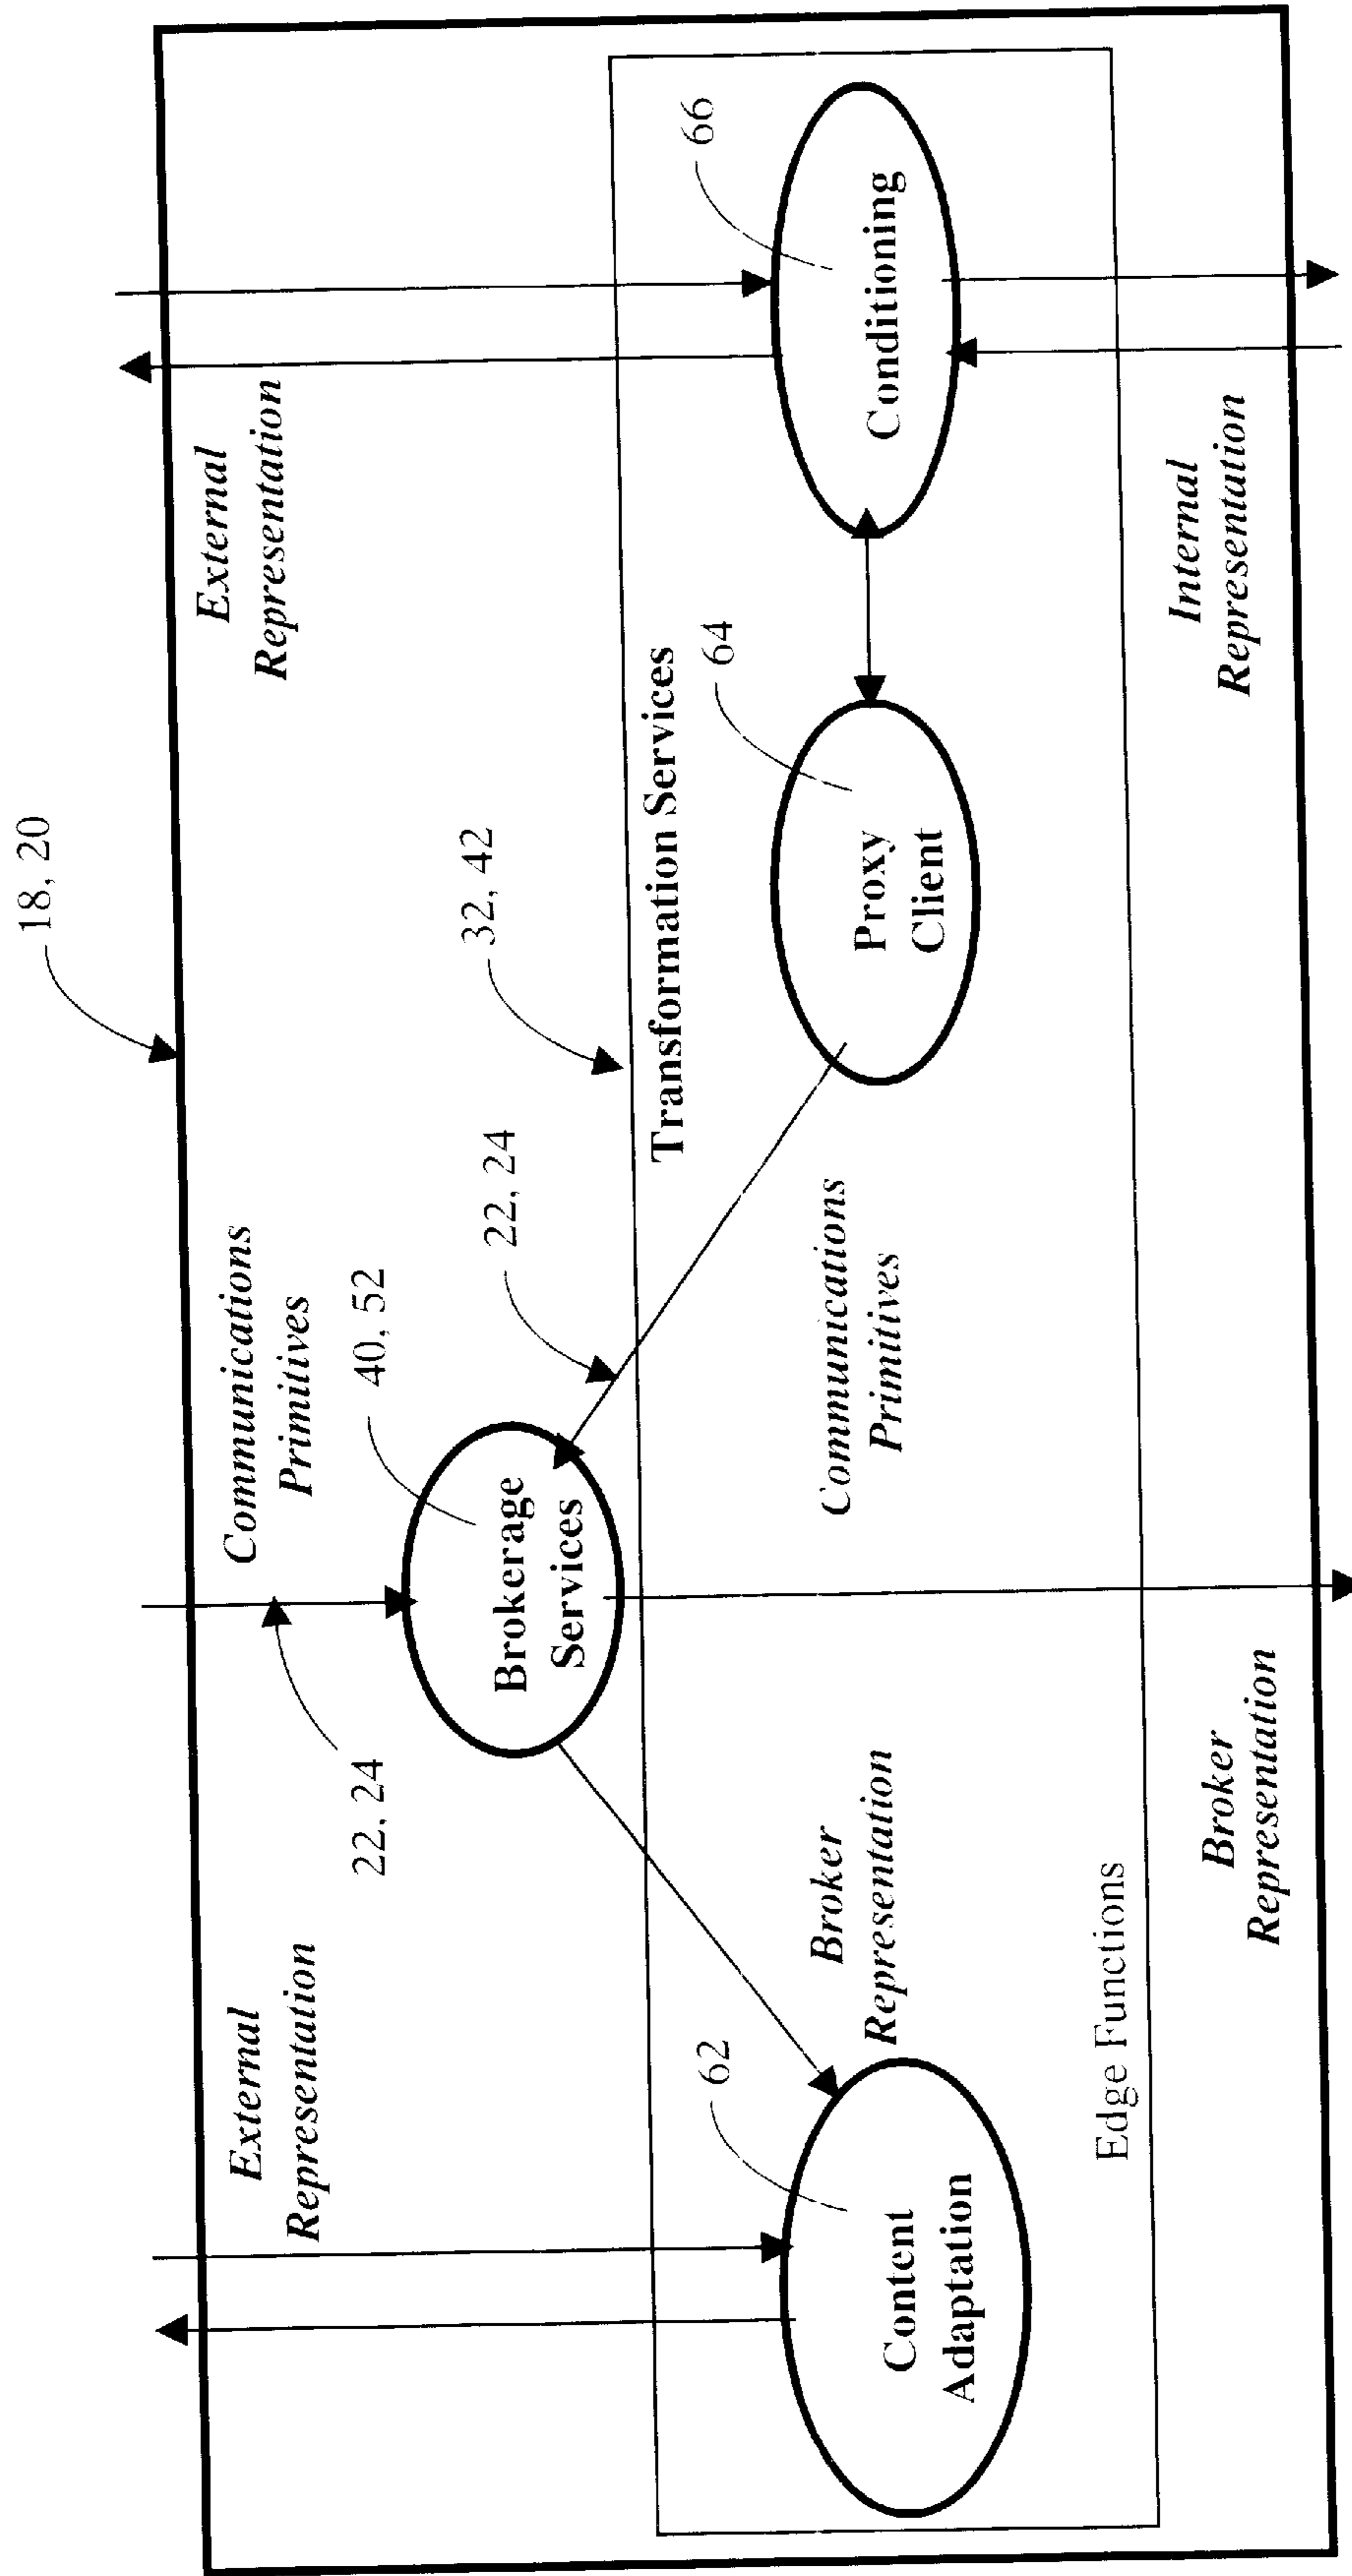 18, 20
External
Representation
22, 24
Communications
Primitives
40, 52
External
Representation
Brokerage
Services
22, 24
32, 42
Transformation Services
62
Content
Adaptation
Broker
Representation
Communications
Primitives
64
Proxy
Client
66
Conditioning
Edge Functions
Broker
Representation
Internal
Representation